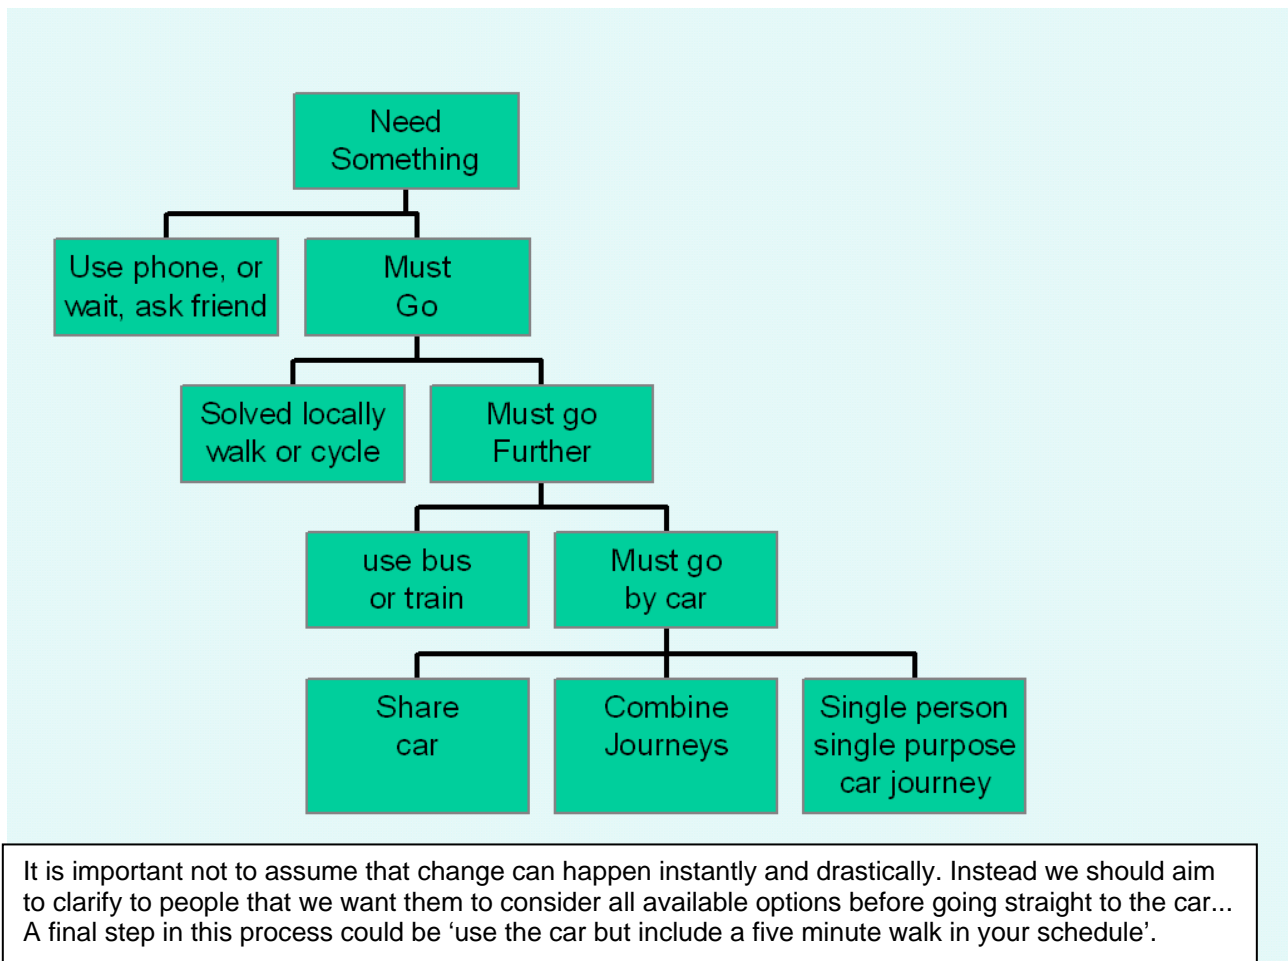 Need
Something
Use phone, or
wait, ask friend
Must
Go
Solved locally
walk or cycle
Must go
Further
use bus
or train
Must go
by car
Share
car
Combine
Journeys
Single person
single purpose
car journey
It is important not to assume that change can happen instantly and drastically. Instead we should aim
to clarify to people that we want them to consider all available options before going straight to the car...
A final step in this process could be ‘use the car but include a five minute walk in your schedule’.